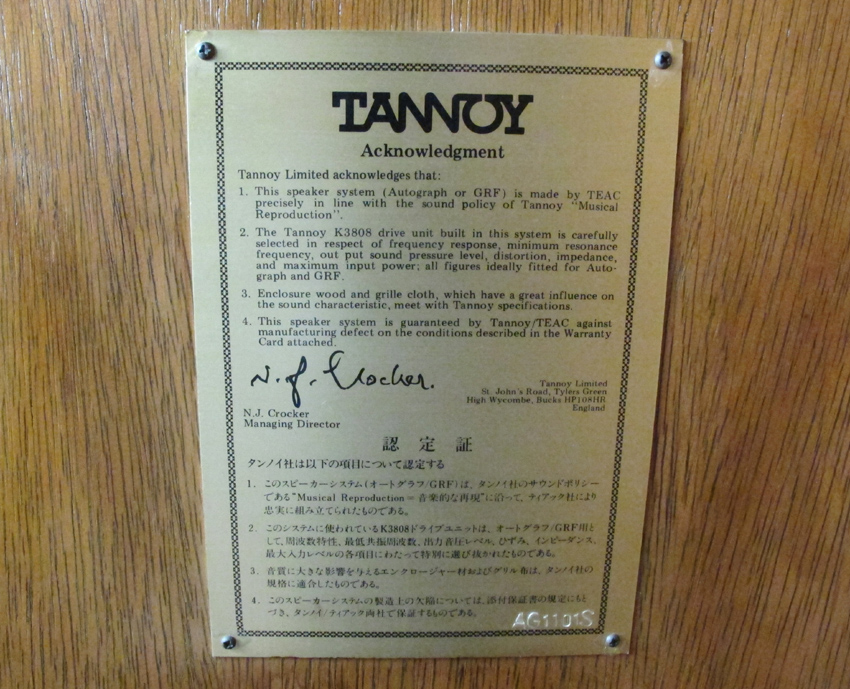 TANNOY
Acknowledgment
Tannoy Limited acknowledges that:
1. This speaker system (Autograph or GRF) is made by TEAC
precisely in line with the sound policy of Tannoy "Musical
Reproduction".
2. The Tannoy K3808 drive unit built in this system is carefully
selected in respect of frequency response, minimum resonance
frequency, out put sound pressure level, distortion, impedance,
and maximum input power; all figures ideally fitted for Auto-
graph and GRF.
3. Enclosure wood and grille cloth, which have a great influence on
the sound characteristic, meet with Tannoy specifications.
4. This speaker system is guaranteed by Tannoy/TEAC against
manufacturing defect on the conditions described in the Warranty
Card attached.
N.J. Crocker.
Tannoy Limited
St. John's Road, Tylers Green
High Wycombe, Bucks HP108HR
England
N.J. Crocker
Managing Director
認定証
タンノイ社は以下の項目について認定する
1. このスピーカーシステム(オートグラフ/GRF)は、タンノイ社のサウンドポリシー
である"Musical Reproduction=音楽的な再現"に沿って、ティアック社により
忠実に組み立てられたものである。
2. このシステムに使われているK3808ドライブユニットは、オートグラフ/GRF用と
して、周波数特性、最低共振周波数、出力音圧レベル、ひずみ、インピーダンス、
最大入力レベルの各項目にわたって特別に選び抜かれたものである。
3. 音質に大きな影響を与えるエンクロージャー材およびグリル布は、タンノイ社の
規格に適合したものである。
4. このスピーカーシステムの製造上の欠陥については、添付保証書の規定にもと
づき、タンノイ/ティアック両社で保証するものである。
AG1101S